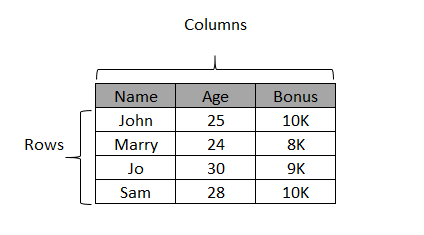 Columns
Name Age Bonus
John 25 10K
Marry 24 8K
Rows
Jo 30 9K
Sam 28 10K